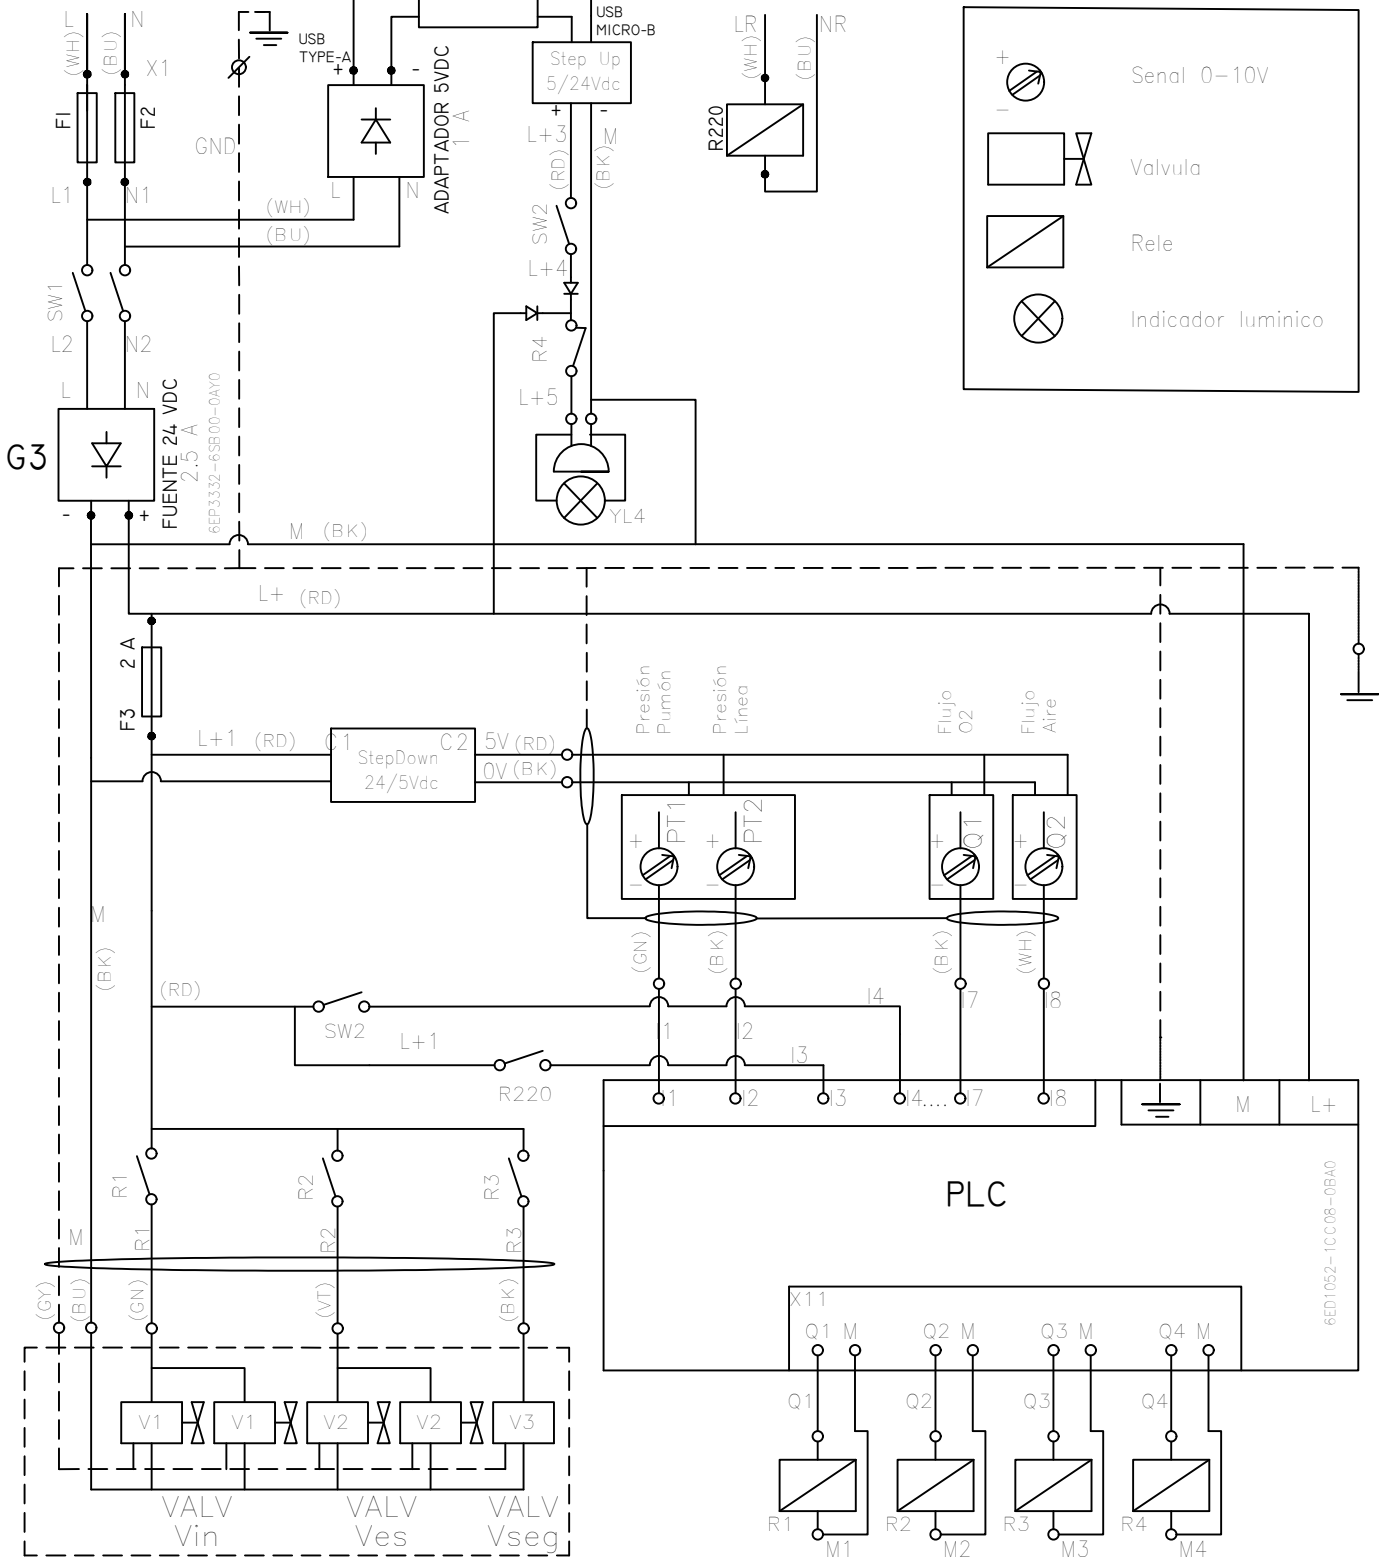 L
N
(WH)
(BU)
X1
F1
F2
L1
N1
GND
USB
TYPE-A
+
-
ADAPTADOR 5VDC
1 A
L
N
(WH)
(BU)
USB
MICRO-B
Step Up
5/24Vdc
+
-
L+3
M
(RD)
(BK)
SW2
L+4
R4
L+5
YL4
LR
NR
(WH)
(BU)
R220
+
-
Senal 0-10V
Valvula
Rele
Indicador luminico
SW1
L2
N2
L
N
G3
FUENTE 24 VDC
2.5 A
6EP3332-6SB00-0AY0
-
+
M (BK)
L+ (RD)
2 A
F3
L+1 (RD)
C1
C2
StepDown
24/5Vdc
5V (RD)
0V (BK)
Presión
Pumón
Presión
Línea
Flujo
O2
Flujo
Aire
+
-
PT1
+
-
PT2
+
-
Q1
+
-
Q2
M
(BK)
(GN)
(BK)
(BK)
(WH)
(RD)
SW2
I4
I7
I8
L+1
I1
I2
I3
R220
I1
I2
I3
I4....
I7
I8
M
L+
PLC
6ED1052-1CC08-0BA0
R1
R2
R3
M
R1
R2
R3
(GY)
(BU)
(GN)
(VT)
(BK)
X11
Q1 M
Q2 M
Q3 M
Q4 M
Q1
Q2
Q3
Q4
V1
V1
V2
V2
V3
VALV
Vin
VALV
Ves
VALV
Vseg
R1
R2
R3
R4
M1
M2
M3
M4